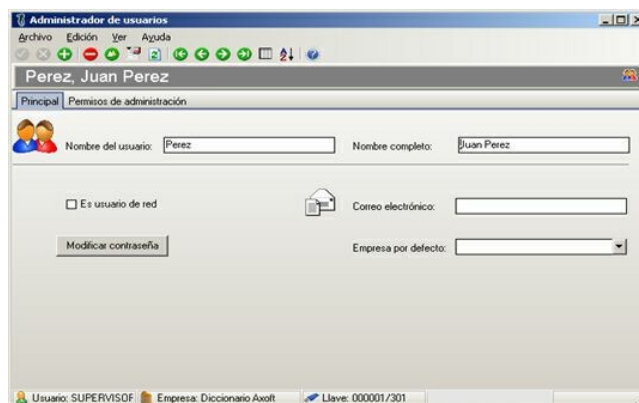 Administrador de usuarios
Archivo Edición Ver Ayuda
Perez, Juan Perez
Principal Permisos de administración
Nombre del usuario: Perez Nombre completo: Juan Perez
Es usuario de red Correo electrónico:
Modificar contraseña Empresa por defecto:
Usuario: SUPERVISOF Empresa: Diccionario Axoft Llave: 000001/301